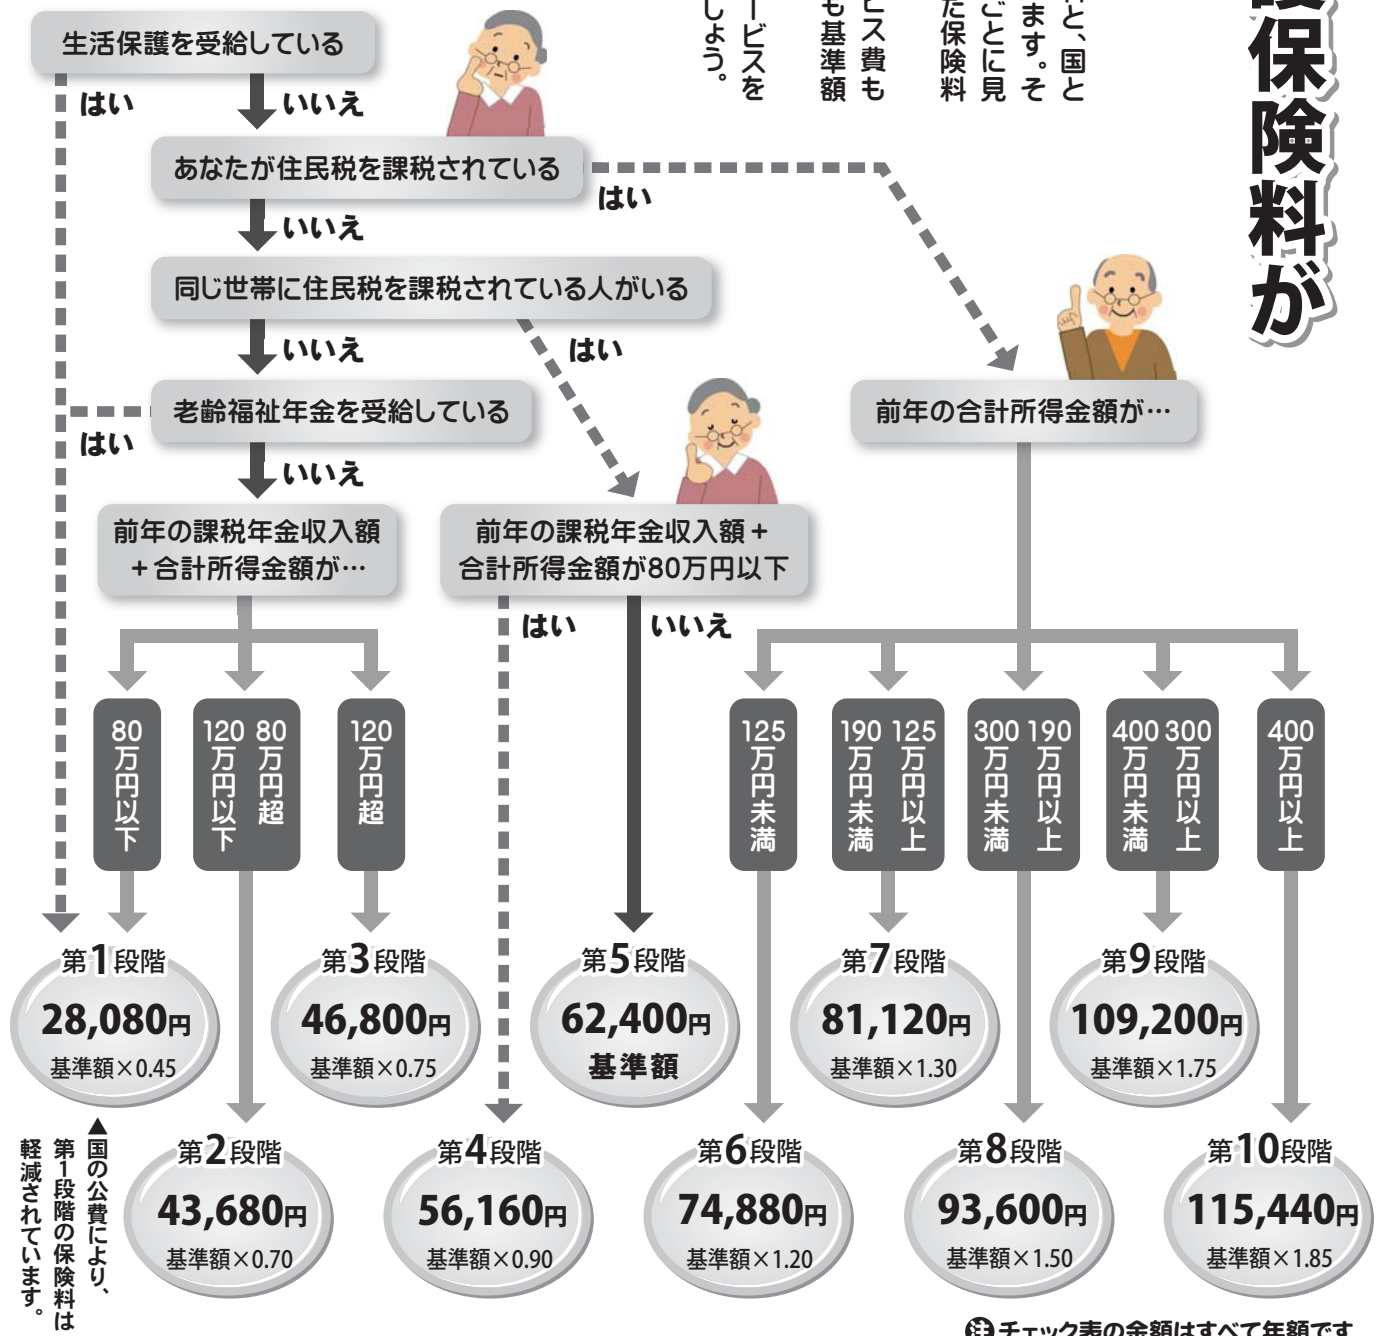 護保険料が
と、国と
ます。そ
ごとに見
た保険料
ビス費も
も基準額
ービスを
しょう。
生活保護を受給している
はい
いいえ
あなたが住民税を課税されている
はい
いいえ
同じ世帯に住民税を課税されている人がいる
いいえ
はい
老齢福祉年金を受給している
はい
いいえ
前年の合計所得金額が…
前年の課税年金収入額
＋合計所得金額が…
前年の課税年金収入額＋
合計所得金額が80万円以下
はい
いいえ
80万円以下
80万円超
120万円以下
120万円超
125万円未満
125万円以上
190万円未満
190万円以上
300万円未満
300万円以上
400万円未満
400万円以上
第1段階
28,080円
基準額×0.45
第3段階
46,800円
基準額×0.75
第5段階
62,400円
基準額
第7段階
81,120円
基準額×1.30
第9段階
109,200円
基準額×1.75
▲国の公費により、
第1段階の保険料は
軽減されています。
第2段階
43,680円
基準額×0.70
第4段階
56,160円
基準額×0.90
第6段階
74,880円
基準額×1.20
第8段階
93,600円
基準額×1.50
第10段階
115,440円
基準額×1.85
注 チェック表の金額はすべて年額です